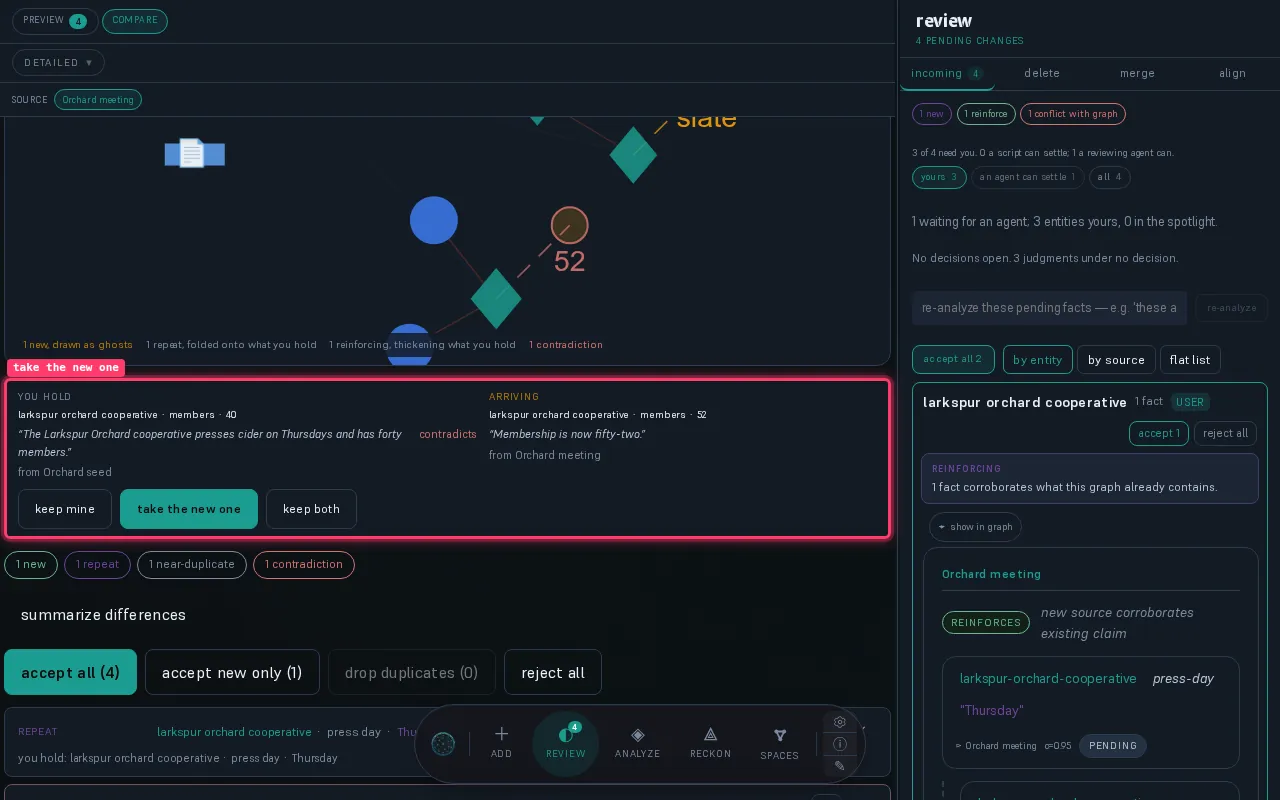 PREVIEW 4 COMPARE
DETAILED ▾
SOURCE Orchard meeting
slate
52
1 new, drawn as ghosts 1 repeat, folded onto what you hold 1 reinforcing, thickening what you hold 1 contradiction
take the new one
YOU HOLD
larkspur orchard cooperative · members · 40
“The Larkspur Orchard cooperative presses cider on Thursdays and has forty members.”
from Orchard seed
contradicts
ARRIVING
larkspur orchard cooperative · members · 52
“Membership is now fifty-two.”
from Orchard meeting
keep mine take the new one keep both
1 new 1 repeat 1 near-duplicate 1 contradiction
summarize differences
accept all (4) accept new only (1) drop duplicates (0) reject all
REPEAT larkspur orchard cooperative · press day · Thu
you hold: larkspur orchard cooperative · press day · Thursday
ADD 4 REVIEW ANALYZE RECKON SPACES
review
4 PENDING CHANGES
incoming 4 delete merge align
1 new 1 reinforce 1 conflict with graph
3 of 4 need you. 0 a script can settle; 1 a reviewing agent can.
yours 3 an agent can settle 1 all 4
1 waiting for an agent; 3 entities yours, 0 in the spotlight.
No decisions open. 3 judgments under no decision.
re-analyze these pending facts — e.g. 'these a re-analyze
accept all 2 by entity by source flat list
larkspur orchard cooperative 1 fact USER
accept 1 reject all
REINFORCING
1 fact corroborates what this graph already contains.
⌖ show in graph
Orchard meeting
REINFORCES new source corroborates existing claim
larkspur-orchard-cooperative press-day
"Thursday"
Orchard meeting σ=0.95 PENDING